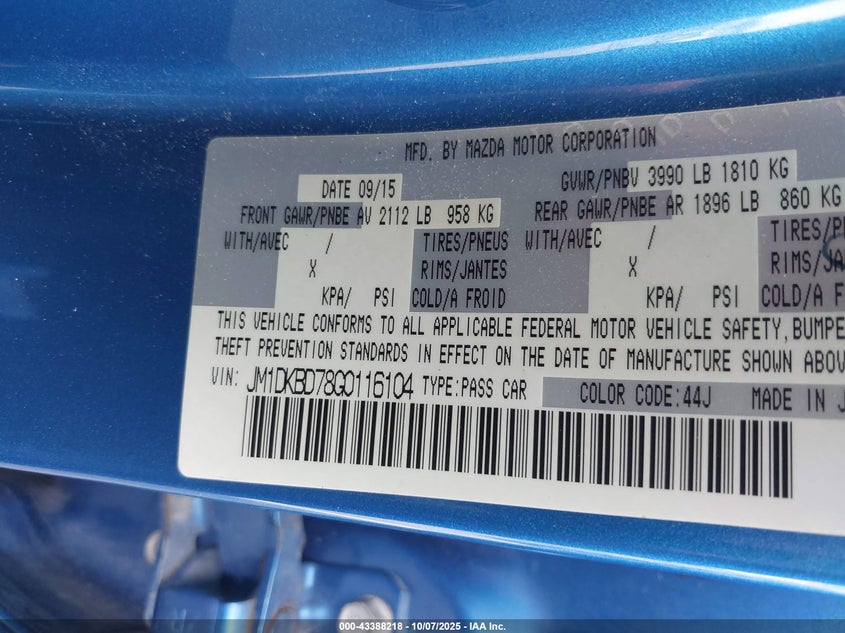 MFD. BY MAZDA MOTOR CORPORATION
DATE 09/15 GVWR/PNBV 3990 LB 1810 KG
FRONT GAWR/PNBE AV 2112 LB 958 KG REAR GAWR/PNBE AR 1896 LB 860 KG
WITH/AVEC / TIRES/PNEUS WITH/AVEC / TIRES/PN
X RIMS/JANTES X RIMS/JAN
KPA/ PSI COLD/A FROID KPA/ PSI COLD/A F
THIS VEHICLE CONFORMS TO ALL APPLICABLE FEDERAL MOTOR VEHICLE SAFETY, BUMPE
THEFT PREVENTION STANDARDS IN EFFECT ON THE DATE OF MANUFACTURE SHOWN ABOV
VIN: JM1DKBD78G0116104 TYPE:PASS CAR COLOR CODE:44J MADE IN J
000-43388218 - 10/07/2025 - IAA Inc.